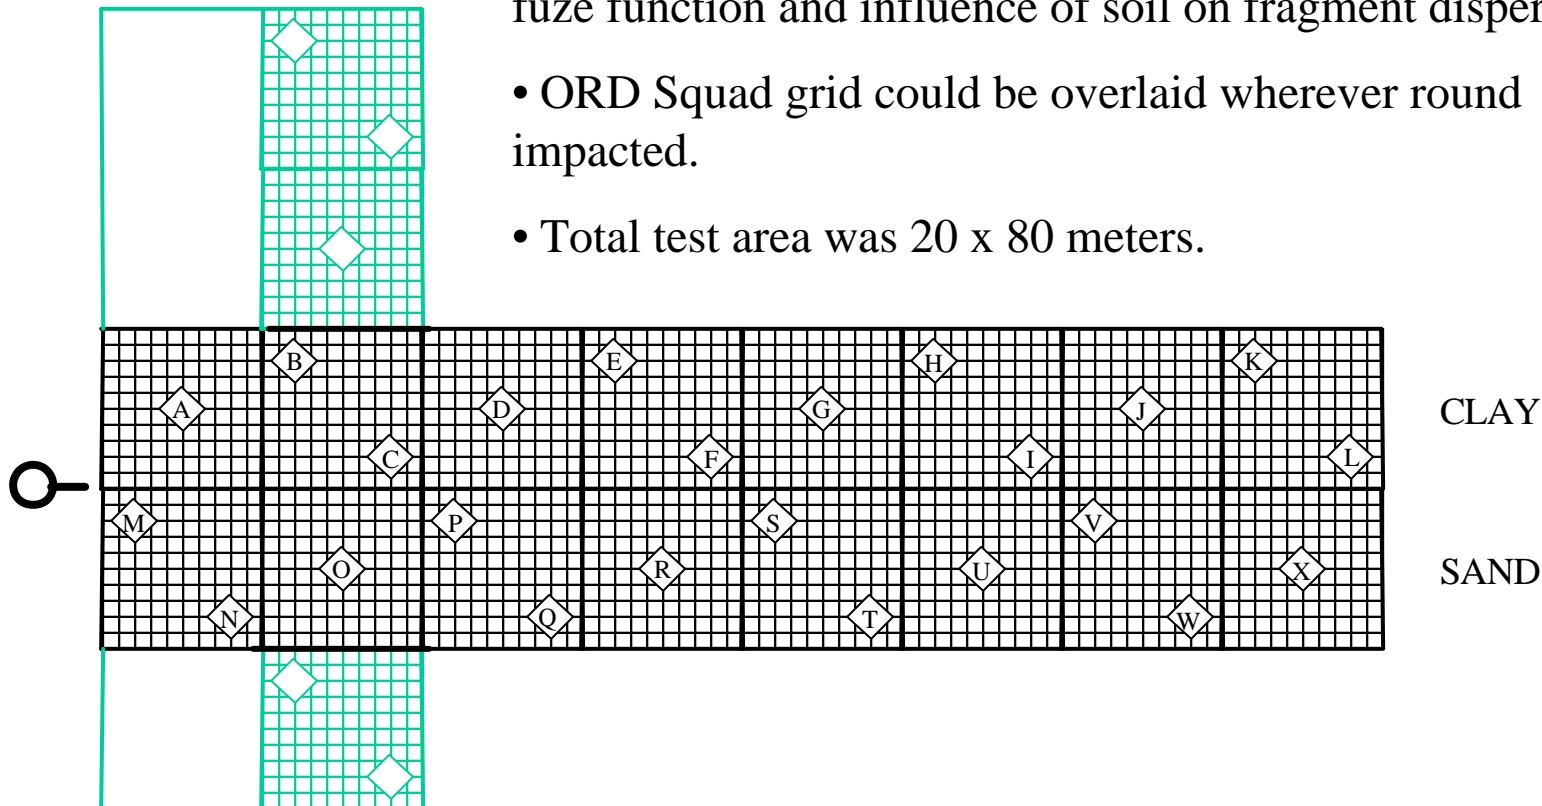 fuze function and influence of soil on fragment disper
• ORD Squad grid could be overlaid wherever round
impacted.
• Total test area was 20 x 80 meters.
B E H K
A D G J
CLAY
C F I L
M P S V
O R U X
SAND
N Q T W